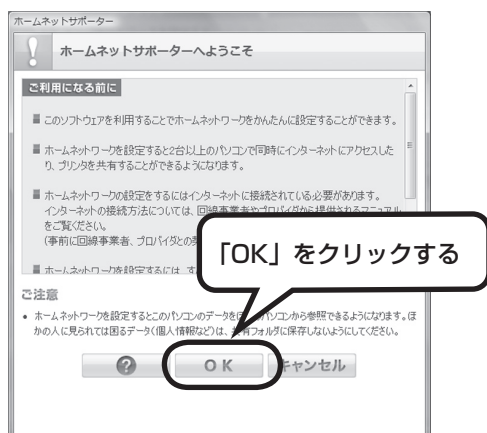 ホームネットサポーター
ホームネットサポーターへようこそ
ご利用になる前に
このソフトウェアを利用することでホームネットワークをかんたんに設定することができます。
ホームネットワークの設定をすると2台以上のパソコンで同時にインターネットにアクセスした
り、プリンタを共有することができるようになります。
ホームネットワークの設定をするにはインターネットに接続されている必要があります。
インターネットの接続方法については、回線事業者やプロバイダから提供されるマニュアル
をご覧ください。
(事前に回線事業者、プロバイダとの
ホームネットワークを設定するには、す
「OK」をクリックする
ご注意
• ホームネットワークを設定するとこのパソコンのデータをほ パソコンから参照できるようになります。ほ
かの人に見られては困るデータ(個人情報など)は、共有フォルダに保存しないようにしてください。
?
OK
キャンセル